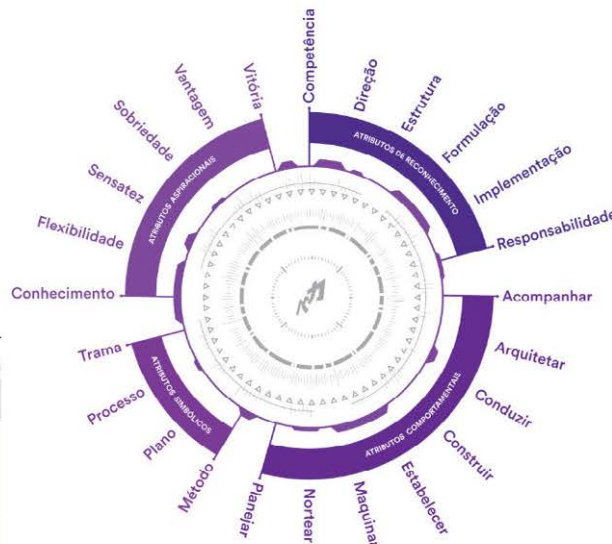 Competência
Direção
Estrutura
Formulação
Implementação
Responsabilidade
ATRIBUTOS DE RECONHECIMENTO
Acompanhar
Arquitetar
Conduzir
Construir
Estabelecer
Maquinar
Nortear
Planejar
ATRIBUTOS COMPORTAMENTAIS
Método
Plano
Processo
Trama
ATRIBUTOS SIMBÓLICOS
Conhecimento
Flexibilidade
Sensatez
Sobriedade
Vantagem
Vitória
ATRIBUTOS ASPIRACIONAIS